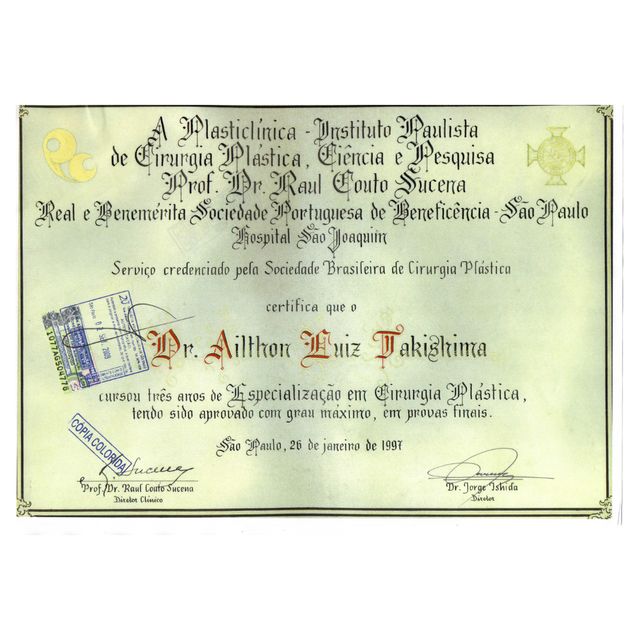 A Plasticlínica - Instituto Paulista
de Cirurgia Plástica, Ciência e Pesquisa
Prof. Dr. Raul Couto Sucena
Real e Benemérita Sociedade Portuguesa de Beneficência - São Paulo
Hospital São Joaquim
Serviço credenciado pela Sociedade Brasileira de Cirurgia Plástica
certifica que o
Dr. Ailthon Luiz Takishima
1077AG504776
cursou três anos de Especialização em Cirurgia Plástica,
tendo sido aprovado com grau máximo, em provas finais.
São Paulo, 26 de janeiro de 1997
CÓPIA COLORIDA
Prof. Dr. Raul Couto Sucena
Diretor Clínico
Dr. Jorge Ishida
Diretor